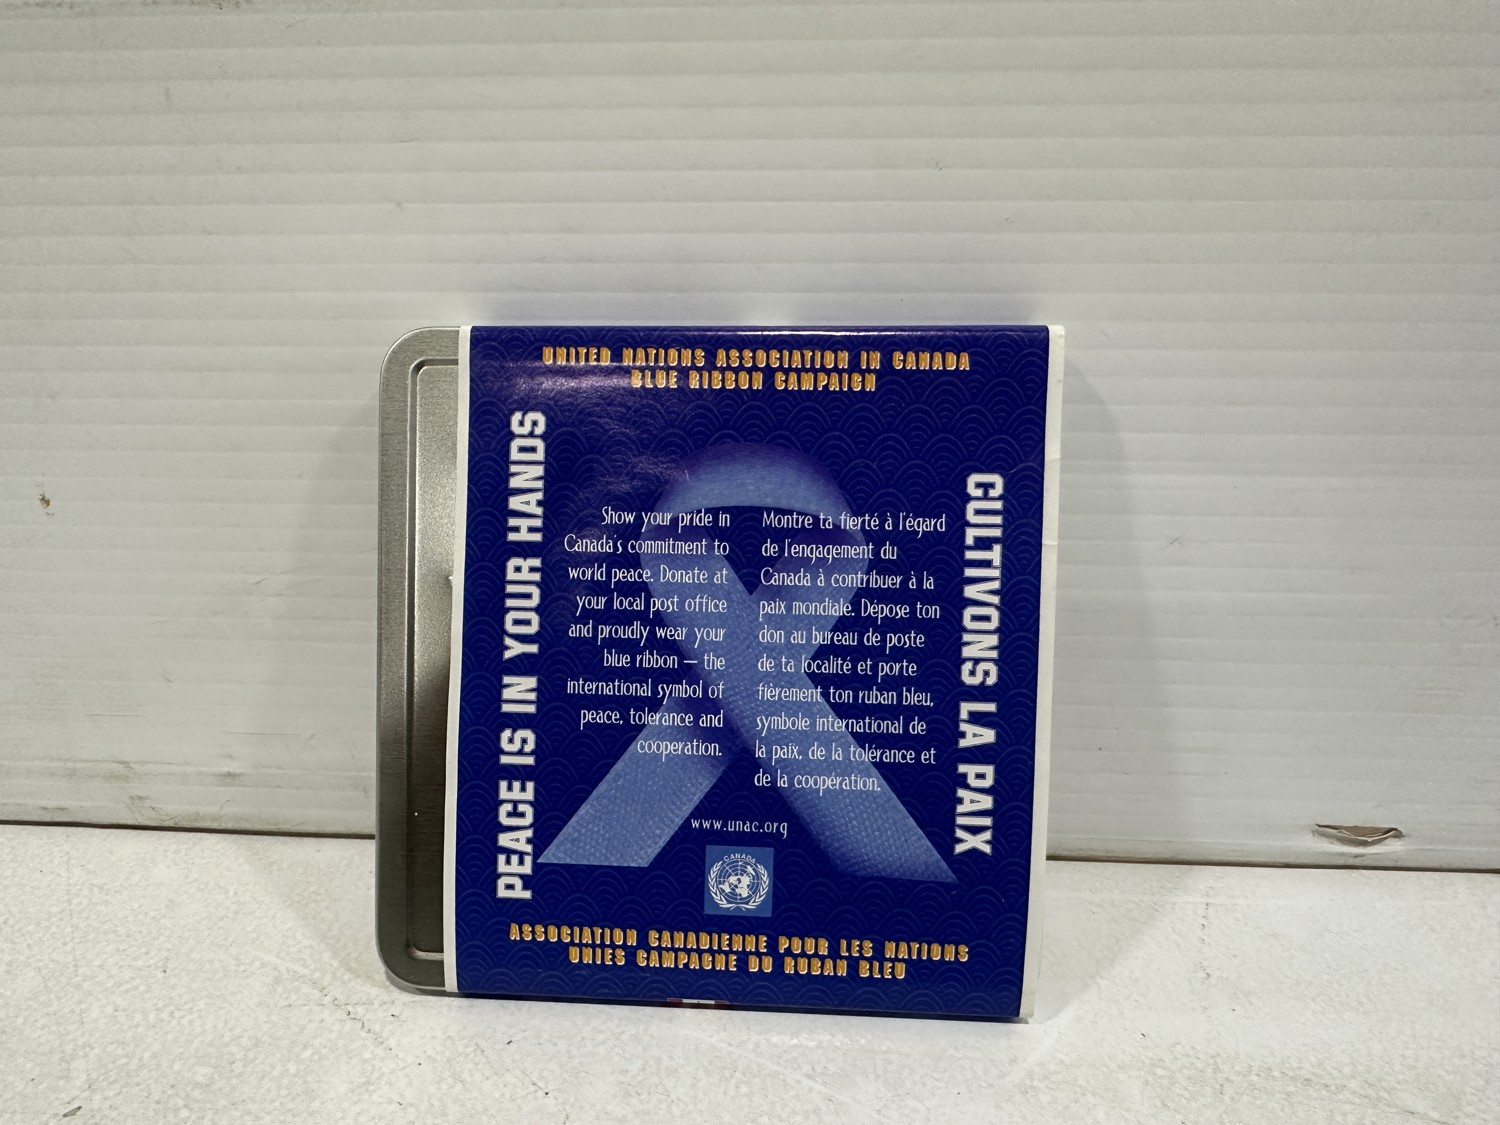 UNITED NATIONS ASSOCIATION IN CANADA
BLUE RIBBON CAMPAIGN
PEACE IS IN YOUR HANDS
Show your pride in
Canada's commitment to
world peace. Donate at
your local post office
and proudly wear your
blue ribbon — the
international symbol of
peace, tolerance and
cooperation.
Montre ta fierté à l'égard
de l'engagement du
Canada à contribuer à la
paix mondiale. Dépose ton
don au bureau de poste
de ta localité et porte
fièrement ton ruban bleu,
symbole international de
la paix, de la tolérance et
de la coopération.
CULTIVONS LA PAIX
www.unac.org
CANADA
ASSOCIATION CANADIENNE POUR LES NATIONS
UNIES CAMPAGNE DU RUBAN BLEU